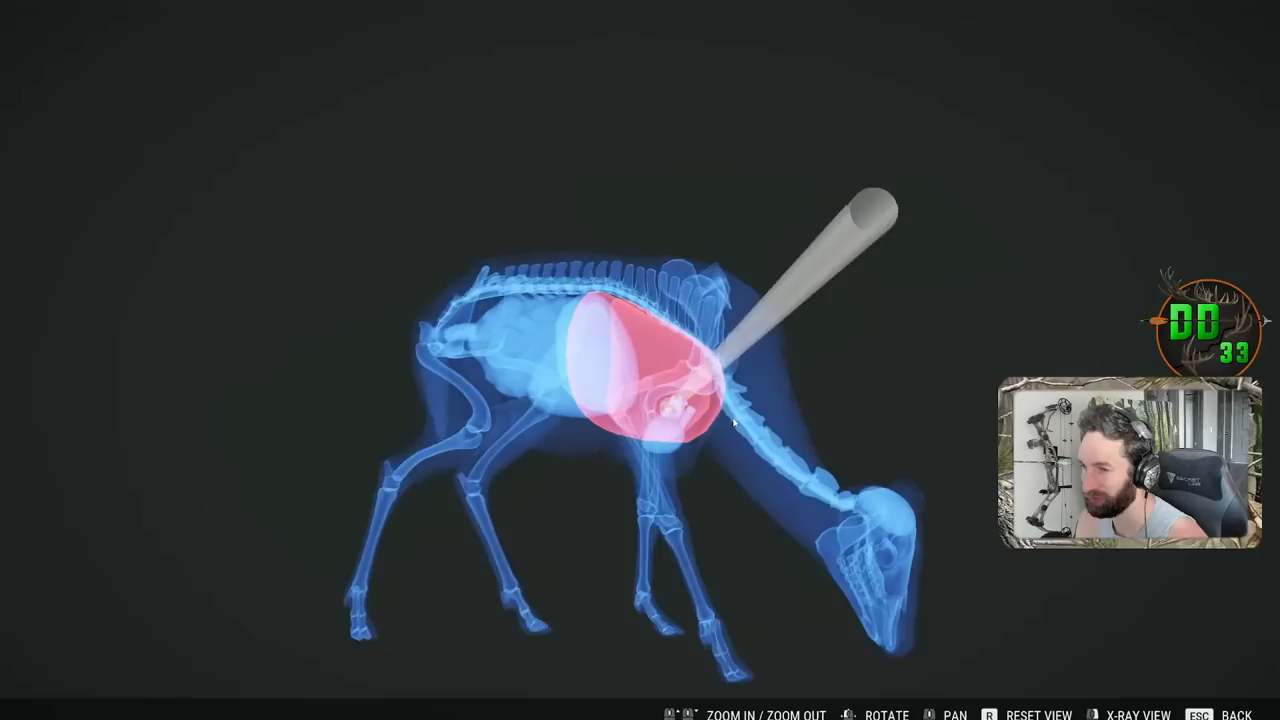 DD
33
ZOOM IN / ZOOM OUT ROTATE PAN R RESET VIEW X-RAY VIEW ESC BACK